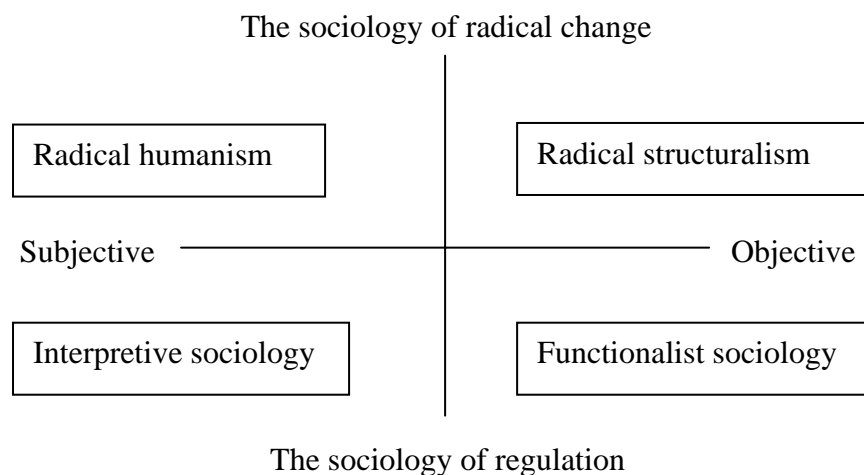 The sociology of radical change
Radical humanism
Radical structuralism
Subjective
Objective
Interpretive sociology
Functionalist sociology
The sociology of regulation